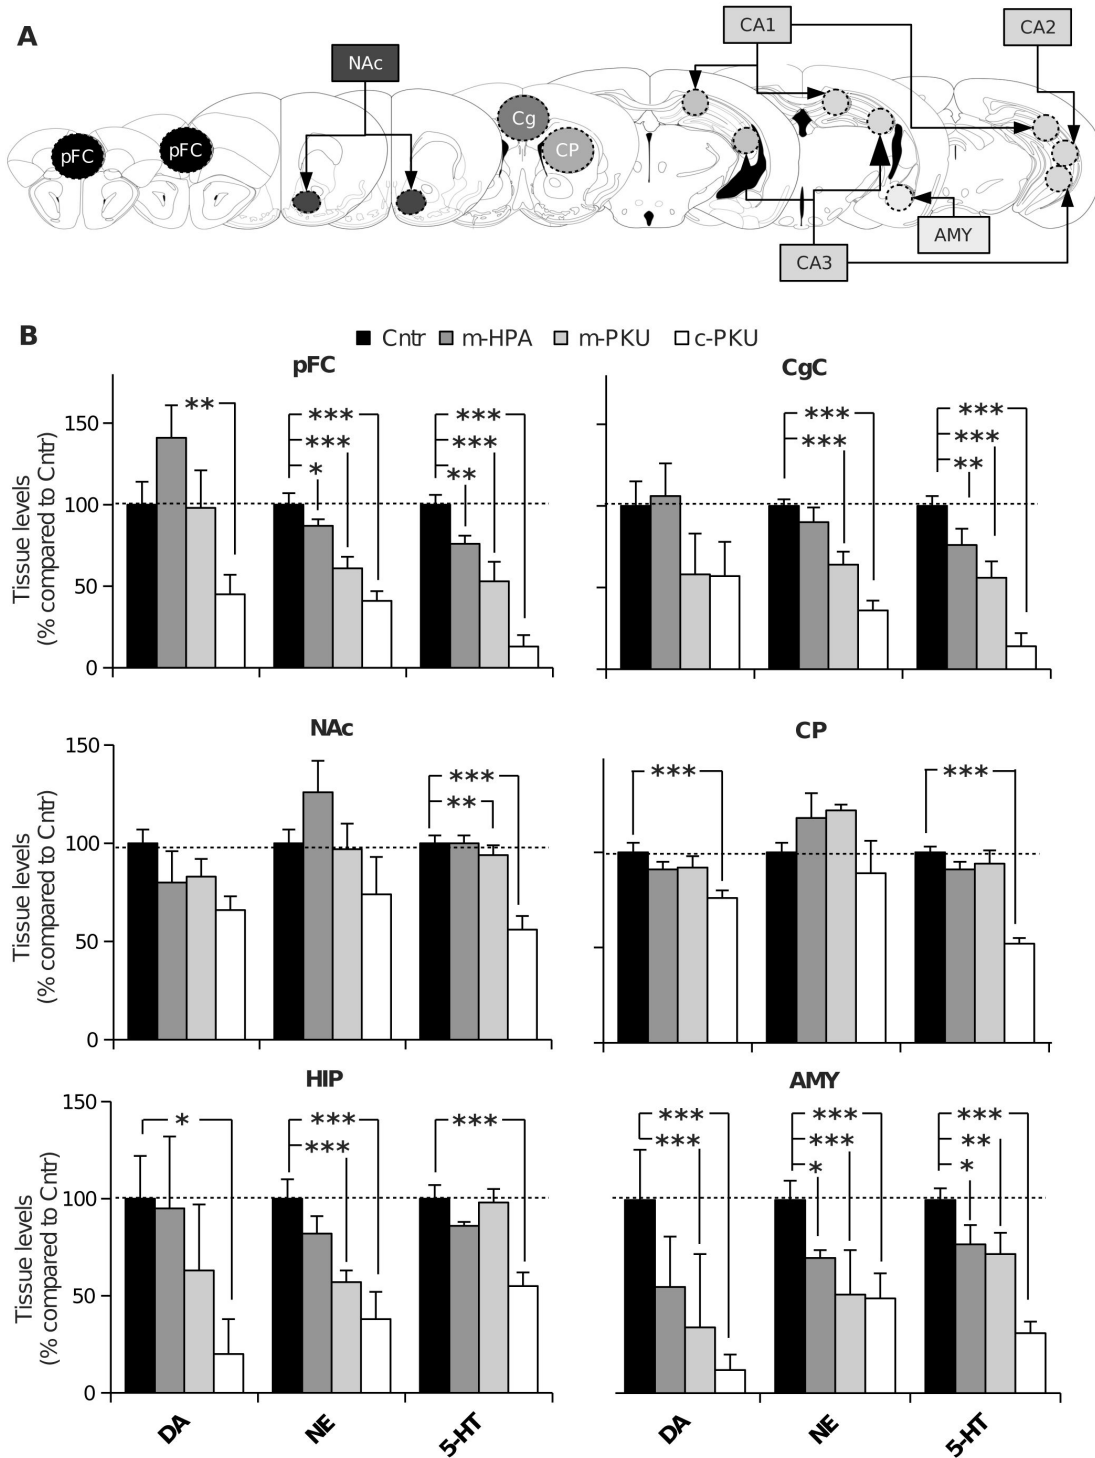 A
NAc
CA1
CA2
pFC
pFC
Cg
CP
AMY
CA3
B
Cntr m-HPA m-PKU c-PKU
pFC
CgC
Tissue levels
(% compared to Cntr)
150
100
50
0
**
***
***
*
***
***
**
***
***
***
***
**
NAc
CP
Tissue levels
(% compared to Cntr)
150
100
50
0
***
**
***
***
HIP
AMY
Tissue levels
(% compared to Cntr)
150
100
50
0
*
***
***
***
***
***
***
***
*
***
**
*
DA
NE
5-HT
DA
NE
5-HT